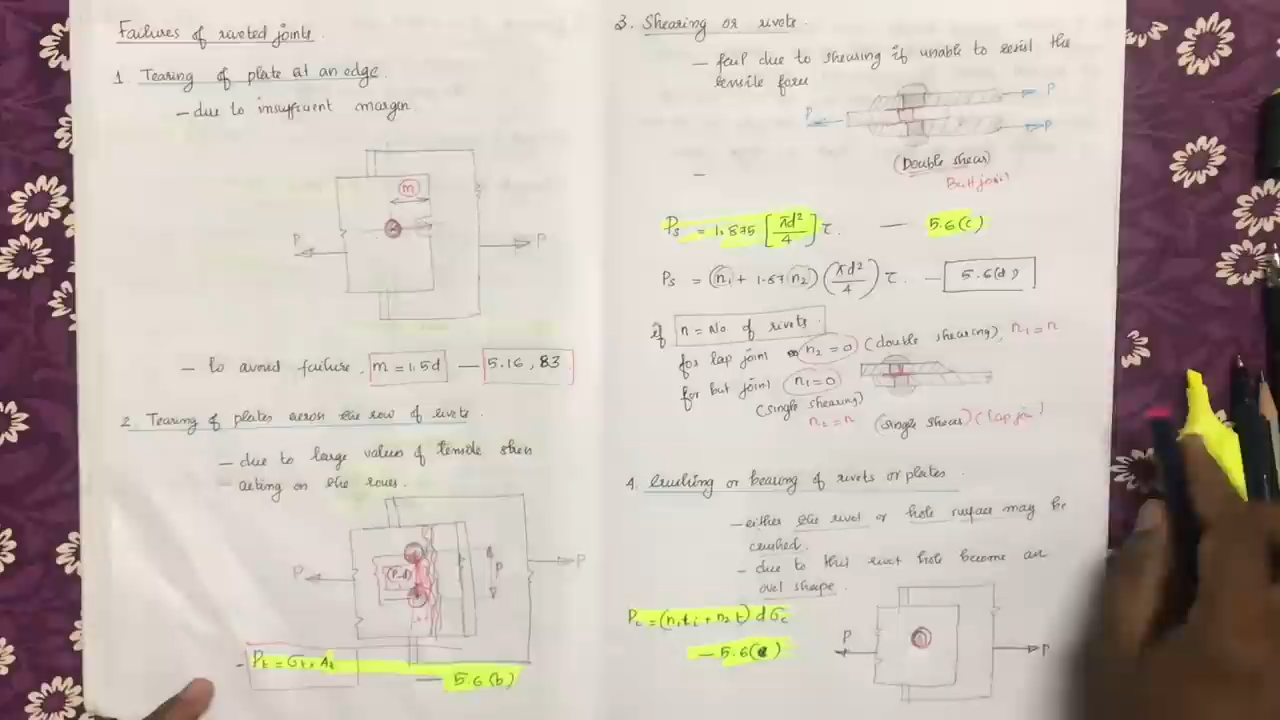 Failures of riveted joints.
1. Tearing of plate at an edge.
- due to insufficient margin
m
P
P
- to avoid failure, m = 1.5d — 5.16, 83
2. Tearing of plates across the row of rivets.
- due to large value of tensile stress
acting on the rows.
P
(P-d)
P
P
- Pt = σt × At
— 5.6 (b)
3. Shearing or rivets.
- fail due to shearing if unable to resist the
tensile force
P
P
P
(Double shear)
Butt joint
Ps = 1.875 [πd²/4] τ. — 5.6(c)
Ps = (n1 + 1.87 n2) (πd²/4) τ. — 5.6(d)
if n = No of rivets.
for lap joint n2 = 0 (double shearing), n1 = n
for but joint n1 = 0
(single shearing)
n2 = n (single shear) (lap join)
4. Crushing or bearing of rivets or plates.
- either the rivet or hole surface may be
crushed.
- due to this rivet hole become an
oval shape.
Pc = (n1t1 + n2t) dσc
— 5.6(e)
P
P